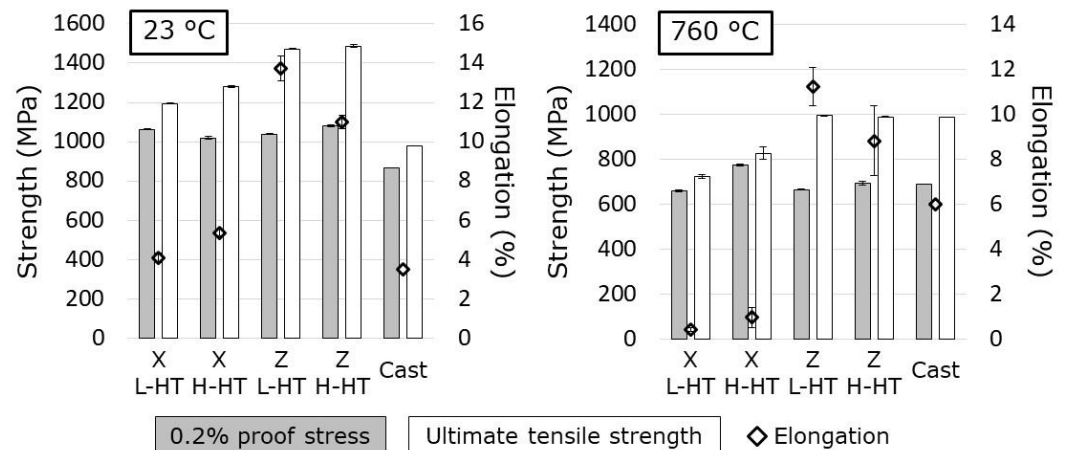 23 ºC
Strength (MPa)
1600
1400
1200
1000
800
600
400
200
0
16
14
12
10
8
6
4
2
0
Elongation (%)
X
L-HT
X
H-HT
Z
L-HT
Z
H-HT
Cast
760 ºC
Strength (MPa)
1400
1200
1000
800
600
400
200
0
14
12
10
8
6
4
2
0
Elongation (%)
X
L-HT
X
H-HT
Z
L-HT
Z
H-HT
Cast
0.2% proof stress
Ultimate tensile strength
Elongation